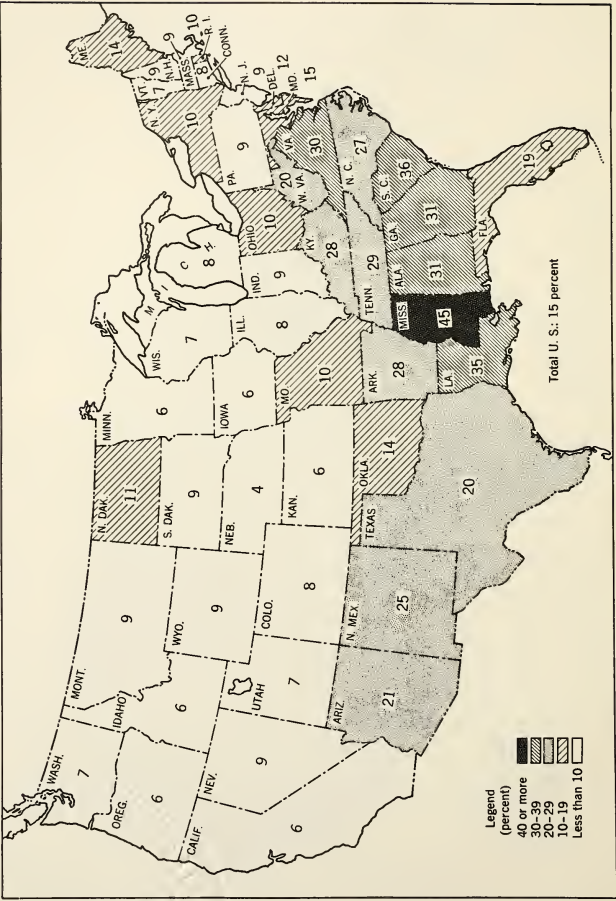 WASH.
7
OREG.
6
CALIF.
6
NEV.
9
IDAHO
6
MONT.
9
WYO.
9
UTAH
7
COLO.
8
ARIZ.
21
N. MEX.
25
N. DAK.
11
S. DAK.
9
NEB.
4
KAN.
6
OKLA
14
TEXAS
20
MINN.
6
IOWA
6
MO.
10
ARK.
28
LA.
35
WIS.
7
ILL.
8
MICH
8
IND.
9
OHIO
10
KY.
28
TENN.
29
MISS.
45
ALA.
31
GA.
31
FLA.
19
S. C.
36
N. C.
27
VA.
30
W. VA.
20
PA.
9
N. Y.
10
VT.
7
N.H.
9
ME.
14
MASS.
8
9
R. I.
10
CONN.
8
N. J.
9
DEL.
12
MD.
15
Total U. S.: 15 percent
Legend
(percent)
40 or more
30-39
20-29
10-19
Less than 10